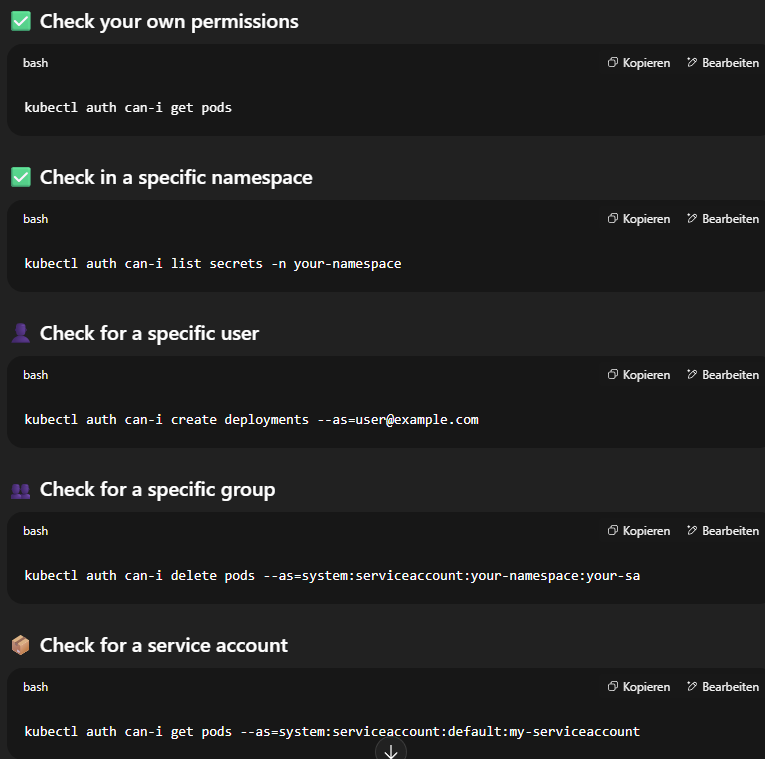 ✅ Check your own permissions
bash
Kopieren
Bearbeiten
kubectl auth can-i get pods
✅ Check in a specific namespace
bash
Kopieren
Bearbeiten
kubectl auth can-i list secrets -n your-namespace
👤 Check for a specific user
bash
Kopieren
Bearbeiten
kubectl auth can-i create deployments --as=user@example.com
👥 Check for a specific group
bash
Kopieren
Bearbeiten
kubectl auth can-i delete pods --as=system:serviceaccount:your-namespace:your-sa
📦 Check for a service account
bash
Kopieren
Bearbeiten
kubectl auth can-i get pods --as=system:serviceaccount:default:my-serviceaccount